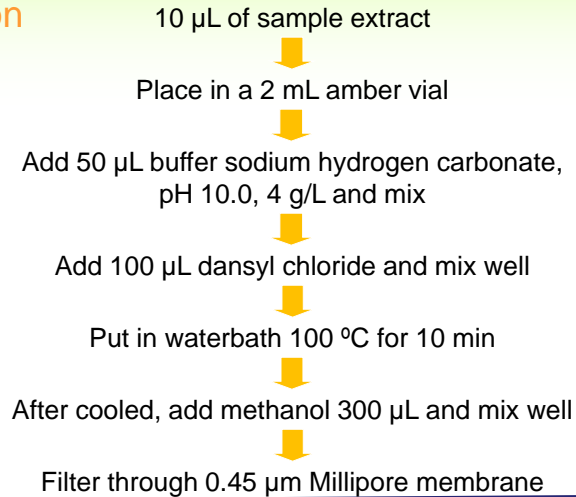 on
10 µL of sample extract
Place in a 2 mL amber vial
Add 50 µL buffer sodium hydrogen carbonate,
pH 10.0, 4 g/L and mix
Add 100 µL dansyl chloride and mix well
Put in waterbath 100 ⁰C for 10 min
After cooled, add methanol 300 µL and mix well
Filter through 0.45 µm Millipore membrane